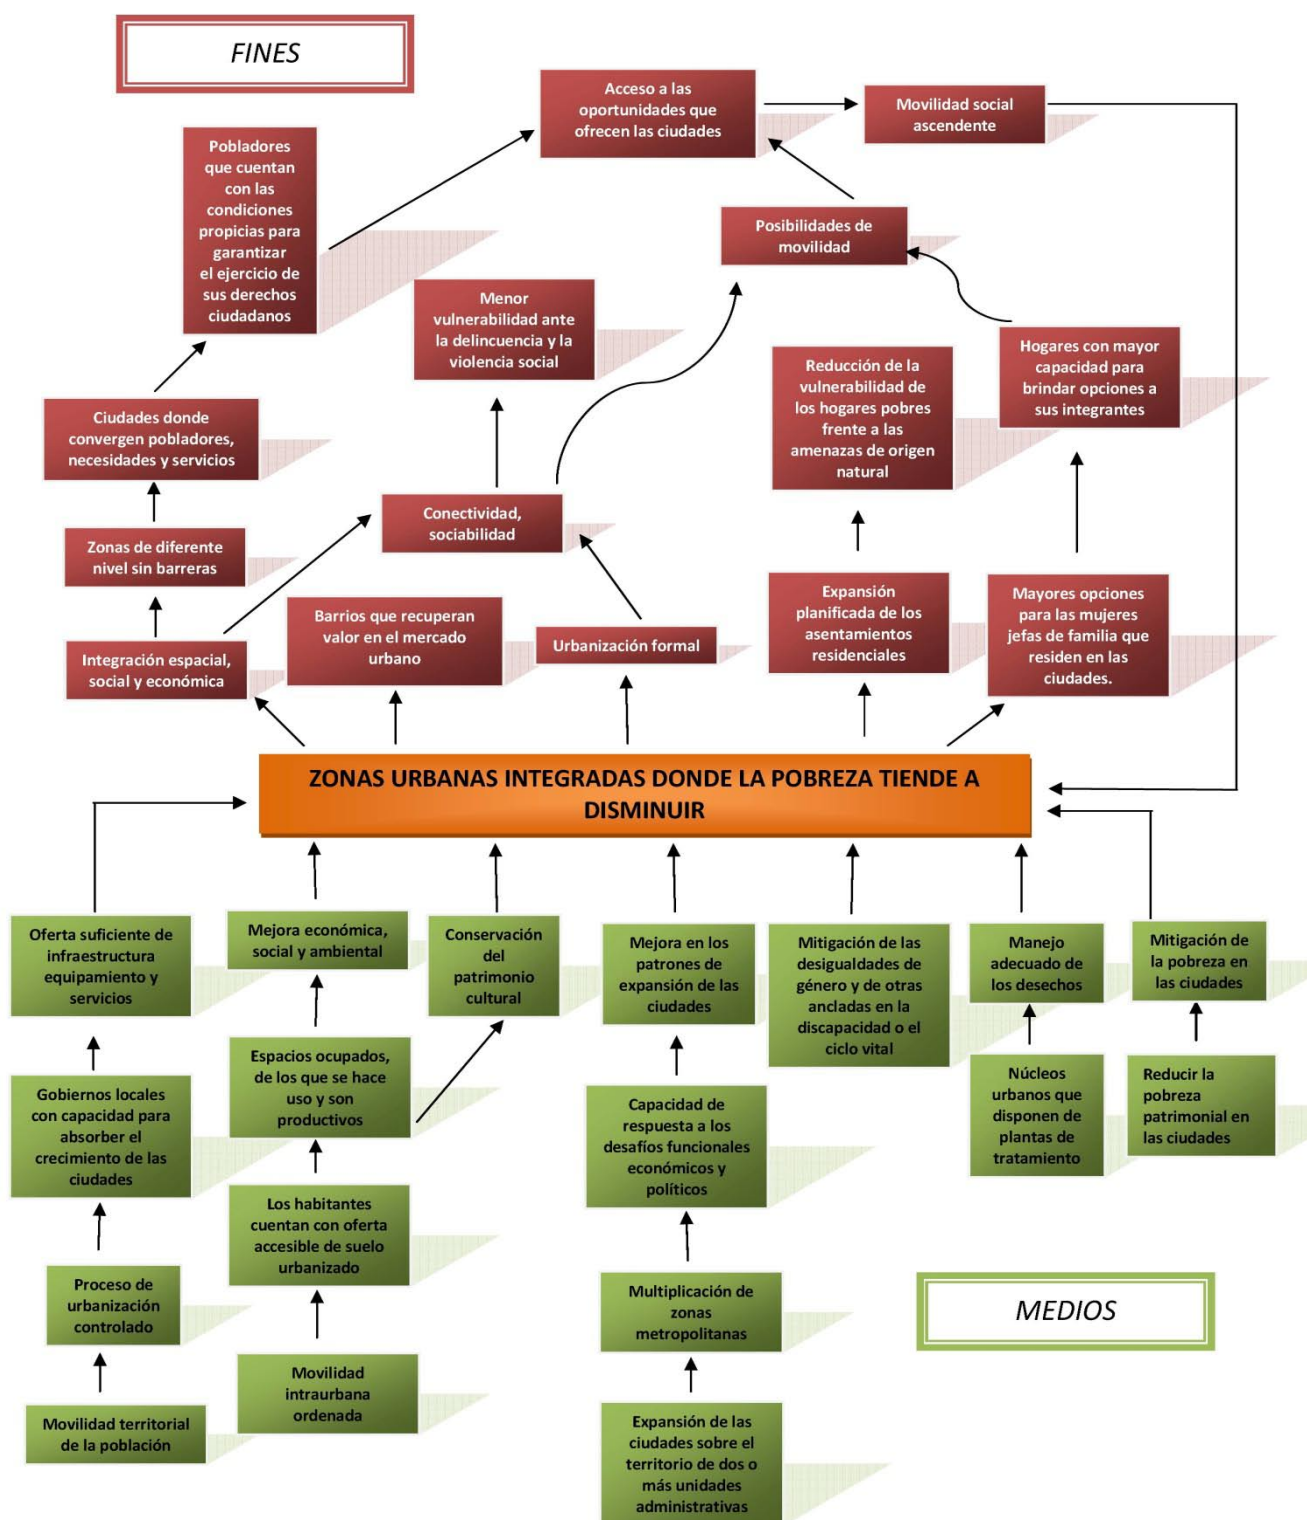 FINES
Acceso a las
oportunidades que
ofrecen las ciudades
Movilidad social
ascendente
Pobladores
que cuentan
con las
condiciones
propicias para
garantizar
el ejercicio de
sus derechos
ciudadanos
Posibilidades de
movilidad
Menor
vulnerabilidad ante
la delincuencia y la
violencia social
Reducción de la
vulnerabilidad de
los hogares pobres
frente a las
amenazas de origen
natural
Hogares con mayor
capacidad para
brindar opciones a
sus integrantes
Ciudades donde
convergen pobladores,
necesidades y servicios
Conectividad,
sociabilidad
Zonas de diferente
nivel sin barreras
Expansión
planificada de los
asentamientos
residenciales
Mayores opciones
para las mujeres
jefas de familia que
residen en las
ciudades.
Barrios que recuperan
valor en el mercado
urbano
Urbanización formal
Integración espacial,
social y económica
ZONAS URBANAS INTEGRADAS DONDE LA POBREZA TIENDE A
DISMINUIR
Oferta suficiente de
infraestructura
equipamiento y
servicios
Mejora económica,
social y ambiental
Conservación
del
patrimonio
cultural
Mejora en los
patrones de
expansión de las
ciudades
Mitigación de las
desigualdades de
género y de otras
ancladas en la
discapacidad o el
ciclo vital
Manejo
adecuado de
los desechos
Mitigación de
la pobreza en
las ciudades
Gobiernos locales
con capacidad para
absorber el
crecimiento de las
ciudades
Espacios ocupados,
de los que se hace
uso y son
productivos
Capacidad de
respuesta a los
desafíos funcionales
económicos y
políticos
Núcleos
urbanos que
disponen de
plantas de
tratamiento
Reducir la
pobreza
patrimonial en
las ciudades
Los habitantes
cuentan con oferta
accesible de suelo
urbanizado
Proceso de
urbanización
controlado
Multiplicación de
zonas
metropolitanas
MEDIOS
Movilidad
intraurbana
ordenada
Movilidad territorial
de la población
Expansión de las
ciudades sobre el
territorio de dos o
más unidades
administrativas